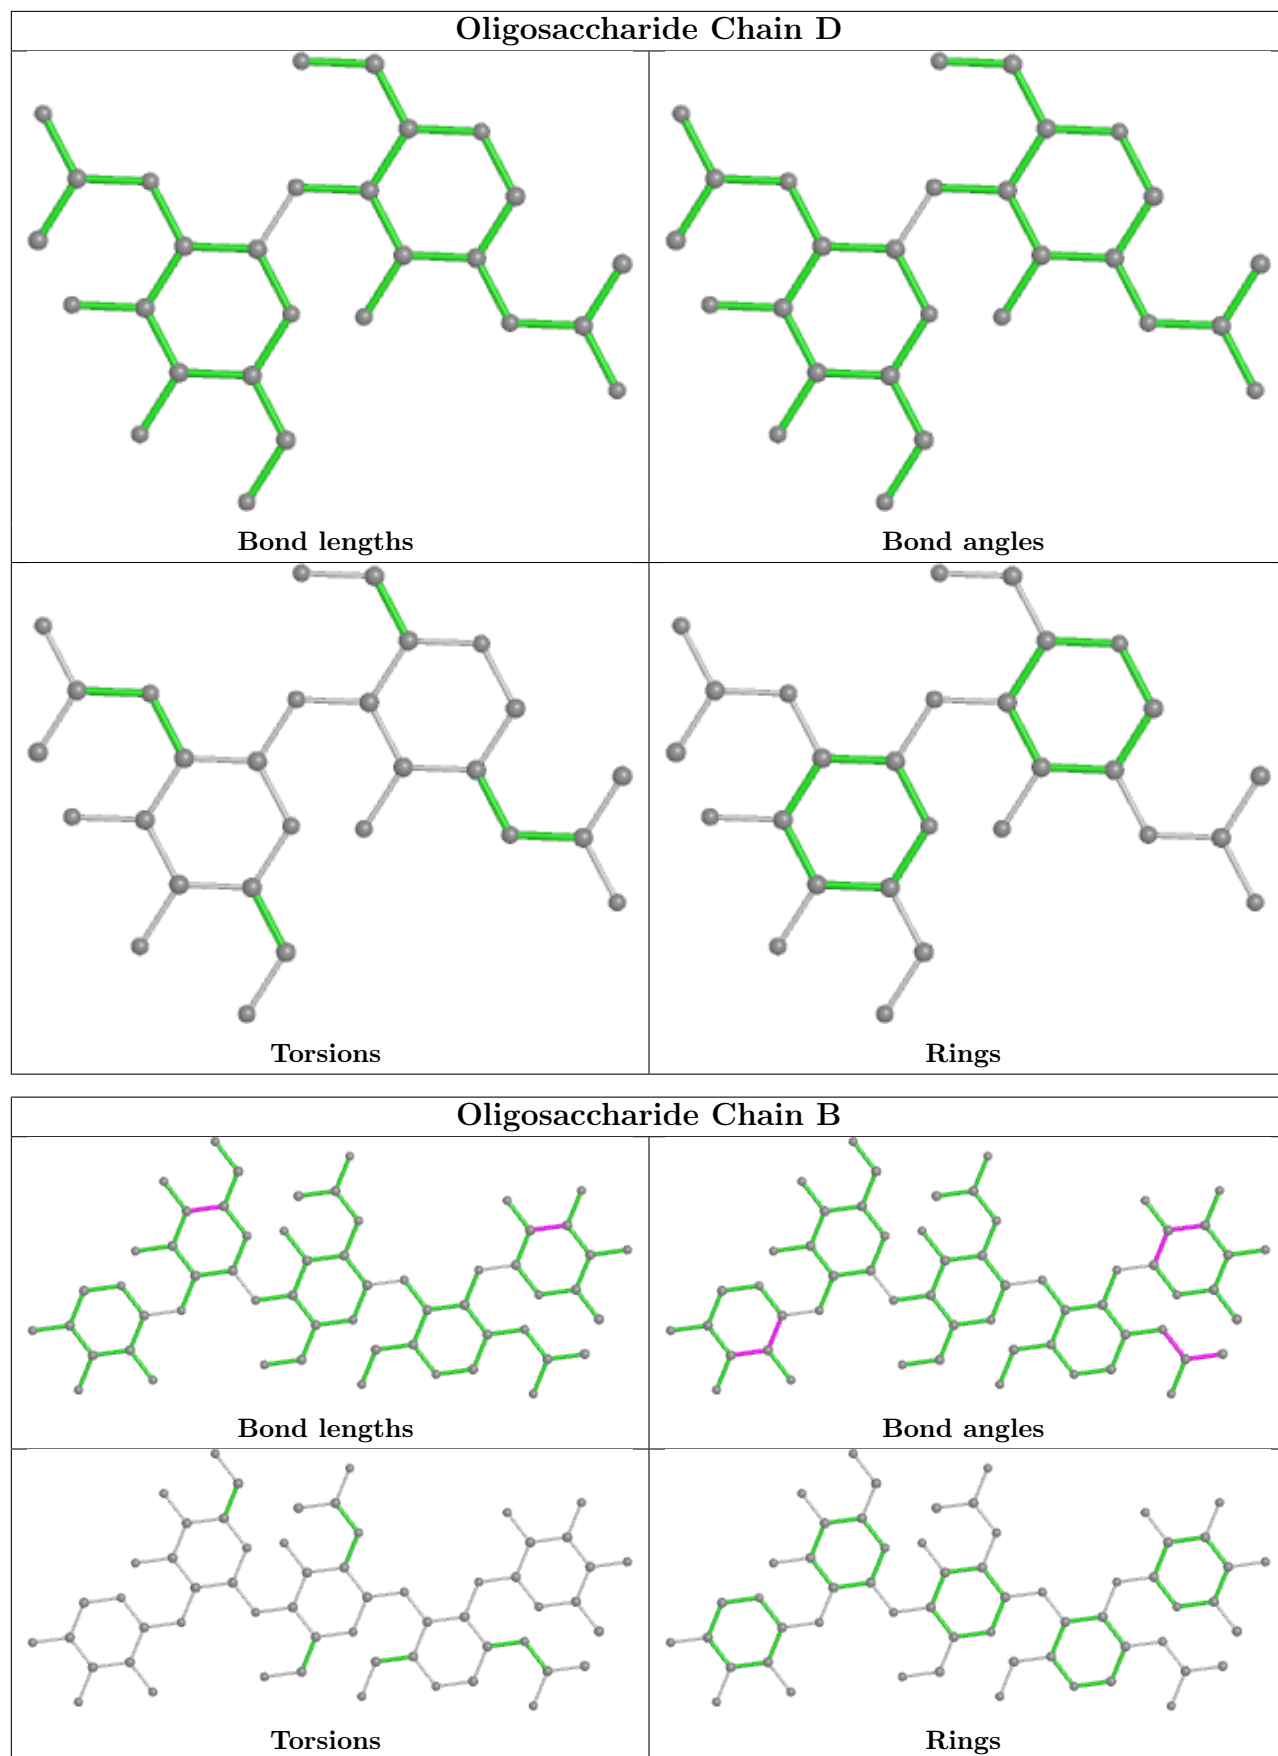 Oligosaccharide Chain D
Bond lengths
Bond angles
Torsions
Rings
Oligosaccharide Chain B
Bond lengths
Bond angles
Torsions
Rings